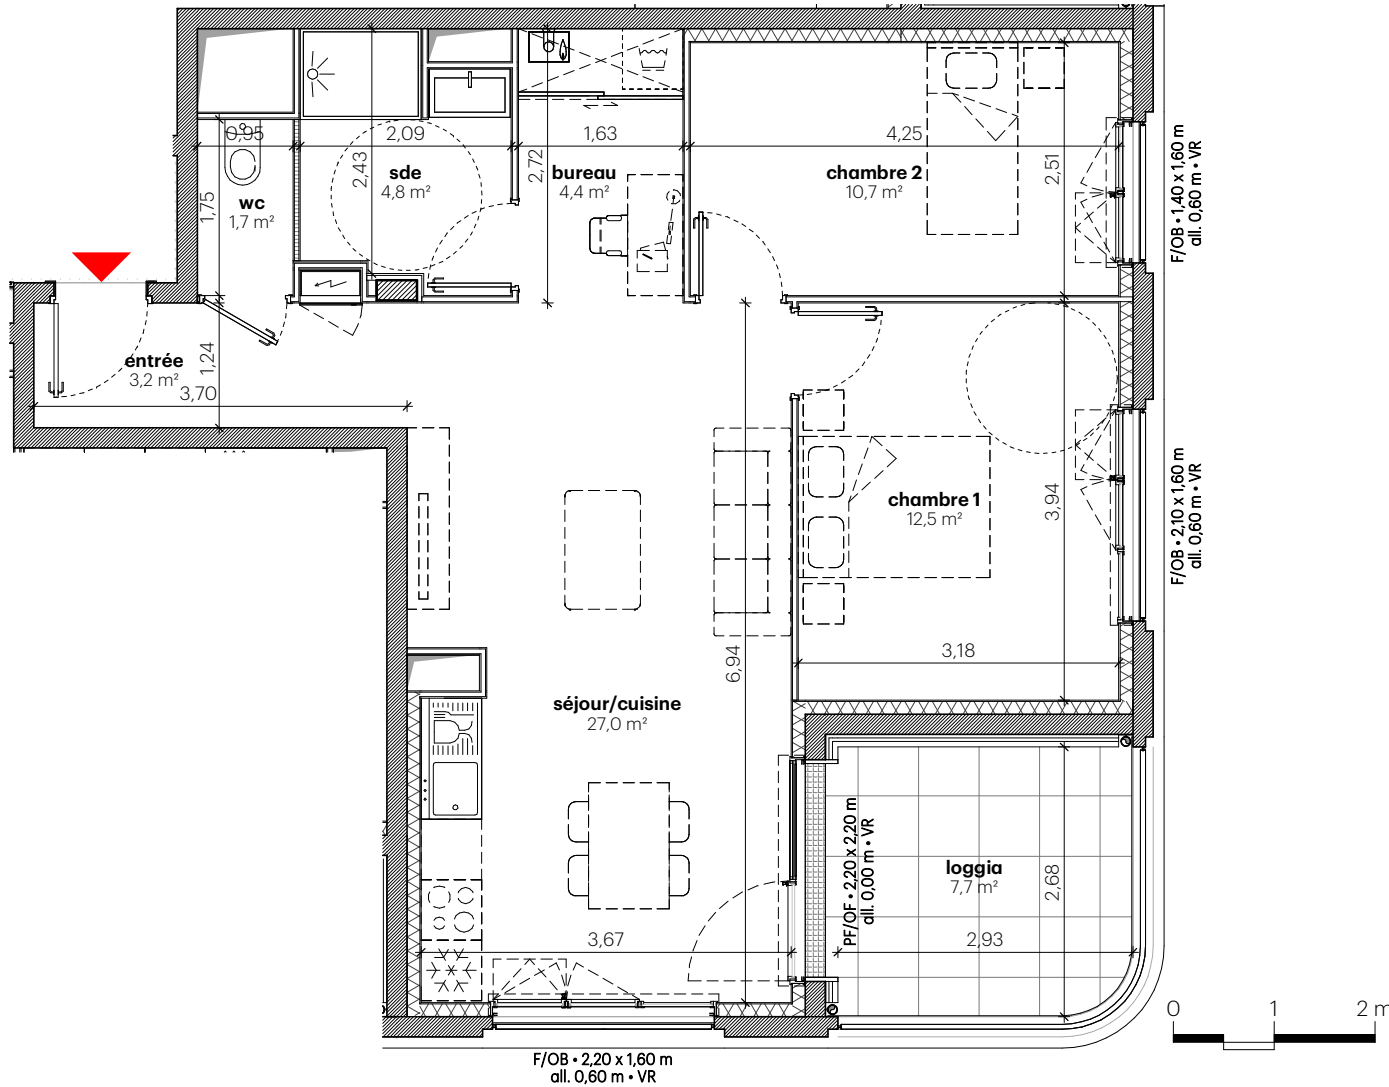 0,95
2,09
1,63
4,25
2,43
2,72
2,51
1,75
wc
1,7 m²
sde
4,8 m²
bureau
4,4 m²
chambre 2
10,7 m²
F/OB • 1,40 x 1,60 m
all. 0,60 m • VR
entrée
3,2 m²
1,24
3,70
chambre 1
12,5 m²
3,94
3,18
F/OB • 2,10 x 1,60 m
all. 0,60 m • VR
6,94
séjour/cuisine
27,0 m²
3,67
PF/OF • 2,20 x 2,20 m
all. 0,00 m • VR
loggia
7,7 m²
2,68
2,93
F/OB • 2,20 x 1,60 m
all. 0,60 m • VR
0 1 2 m